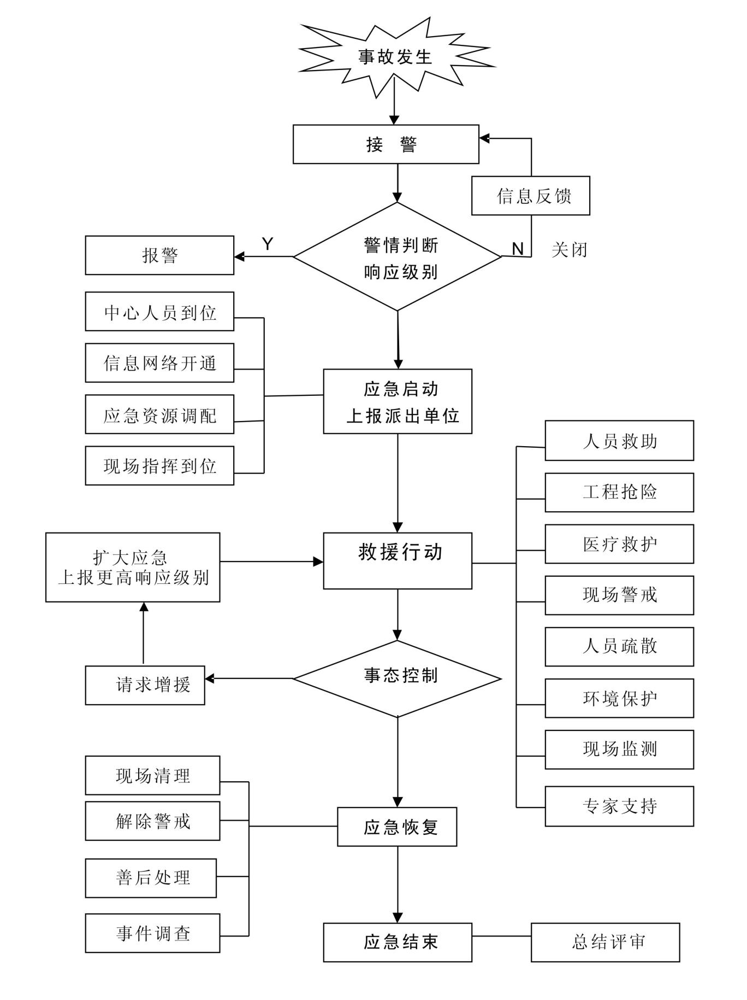 事故发生
接 警
信息反馈
警情判断
响应级别
Y
N
关闭
报警
中心人员到位
信息网络开通
应急资源调配
现场指挥到位
应急启动
上报派出单位
人员救助
工程抢险
医疗救护
现场警戒
人员疏散
环境保护
现场监测
专家支持
救援行动
扩大应急
上报更高响应级别
请求增援
事态控制
现场清理
解除警戒
善后处理
事件调查
应急恢复
应急结束
总结评审